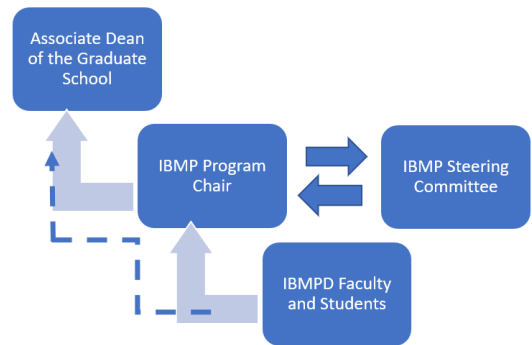 Associate Dean
of the Graduate
School
IBMP Program
Chair
IBMP Steering
Committee
IBMPD Faculty
and Students